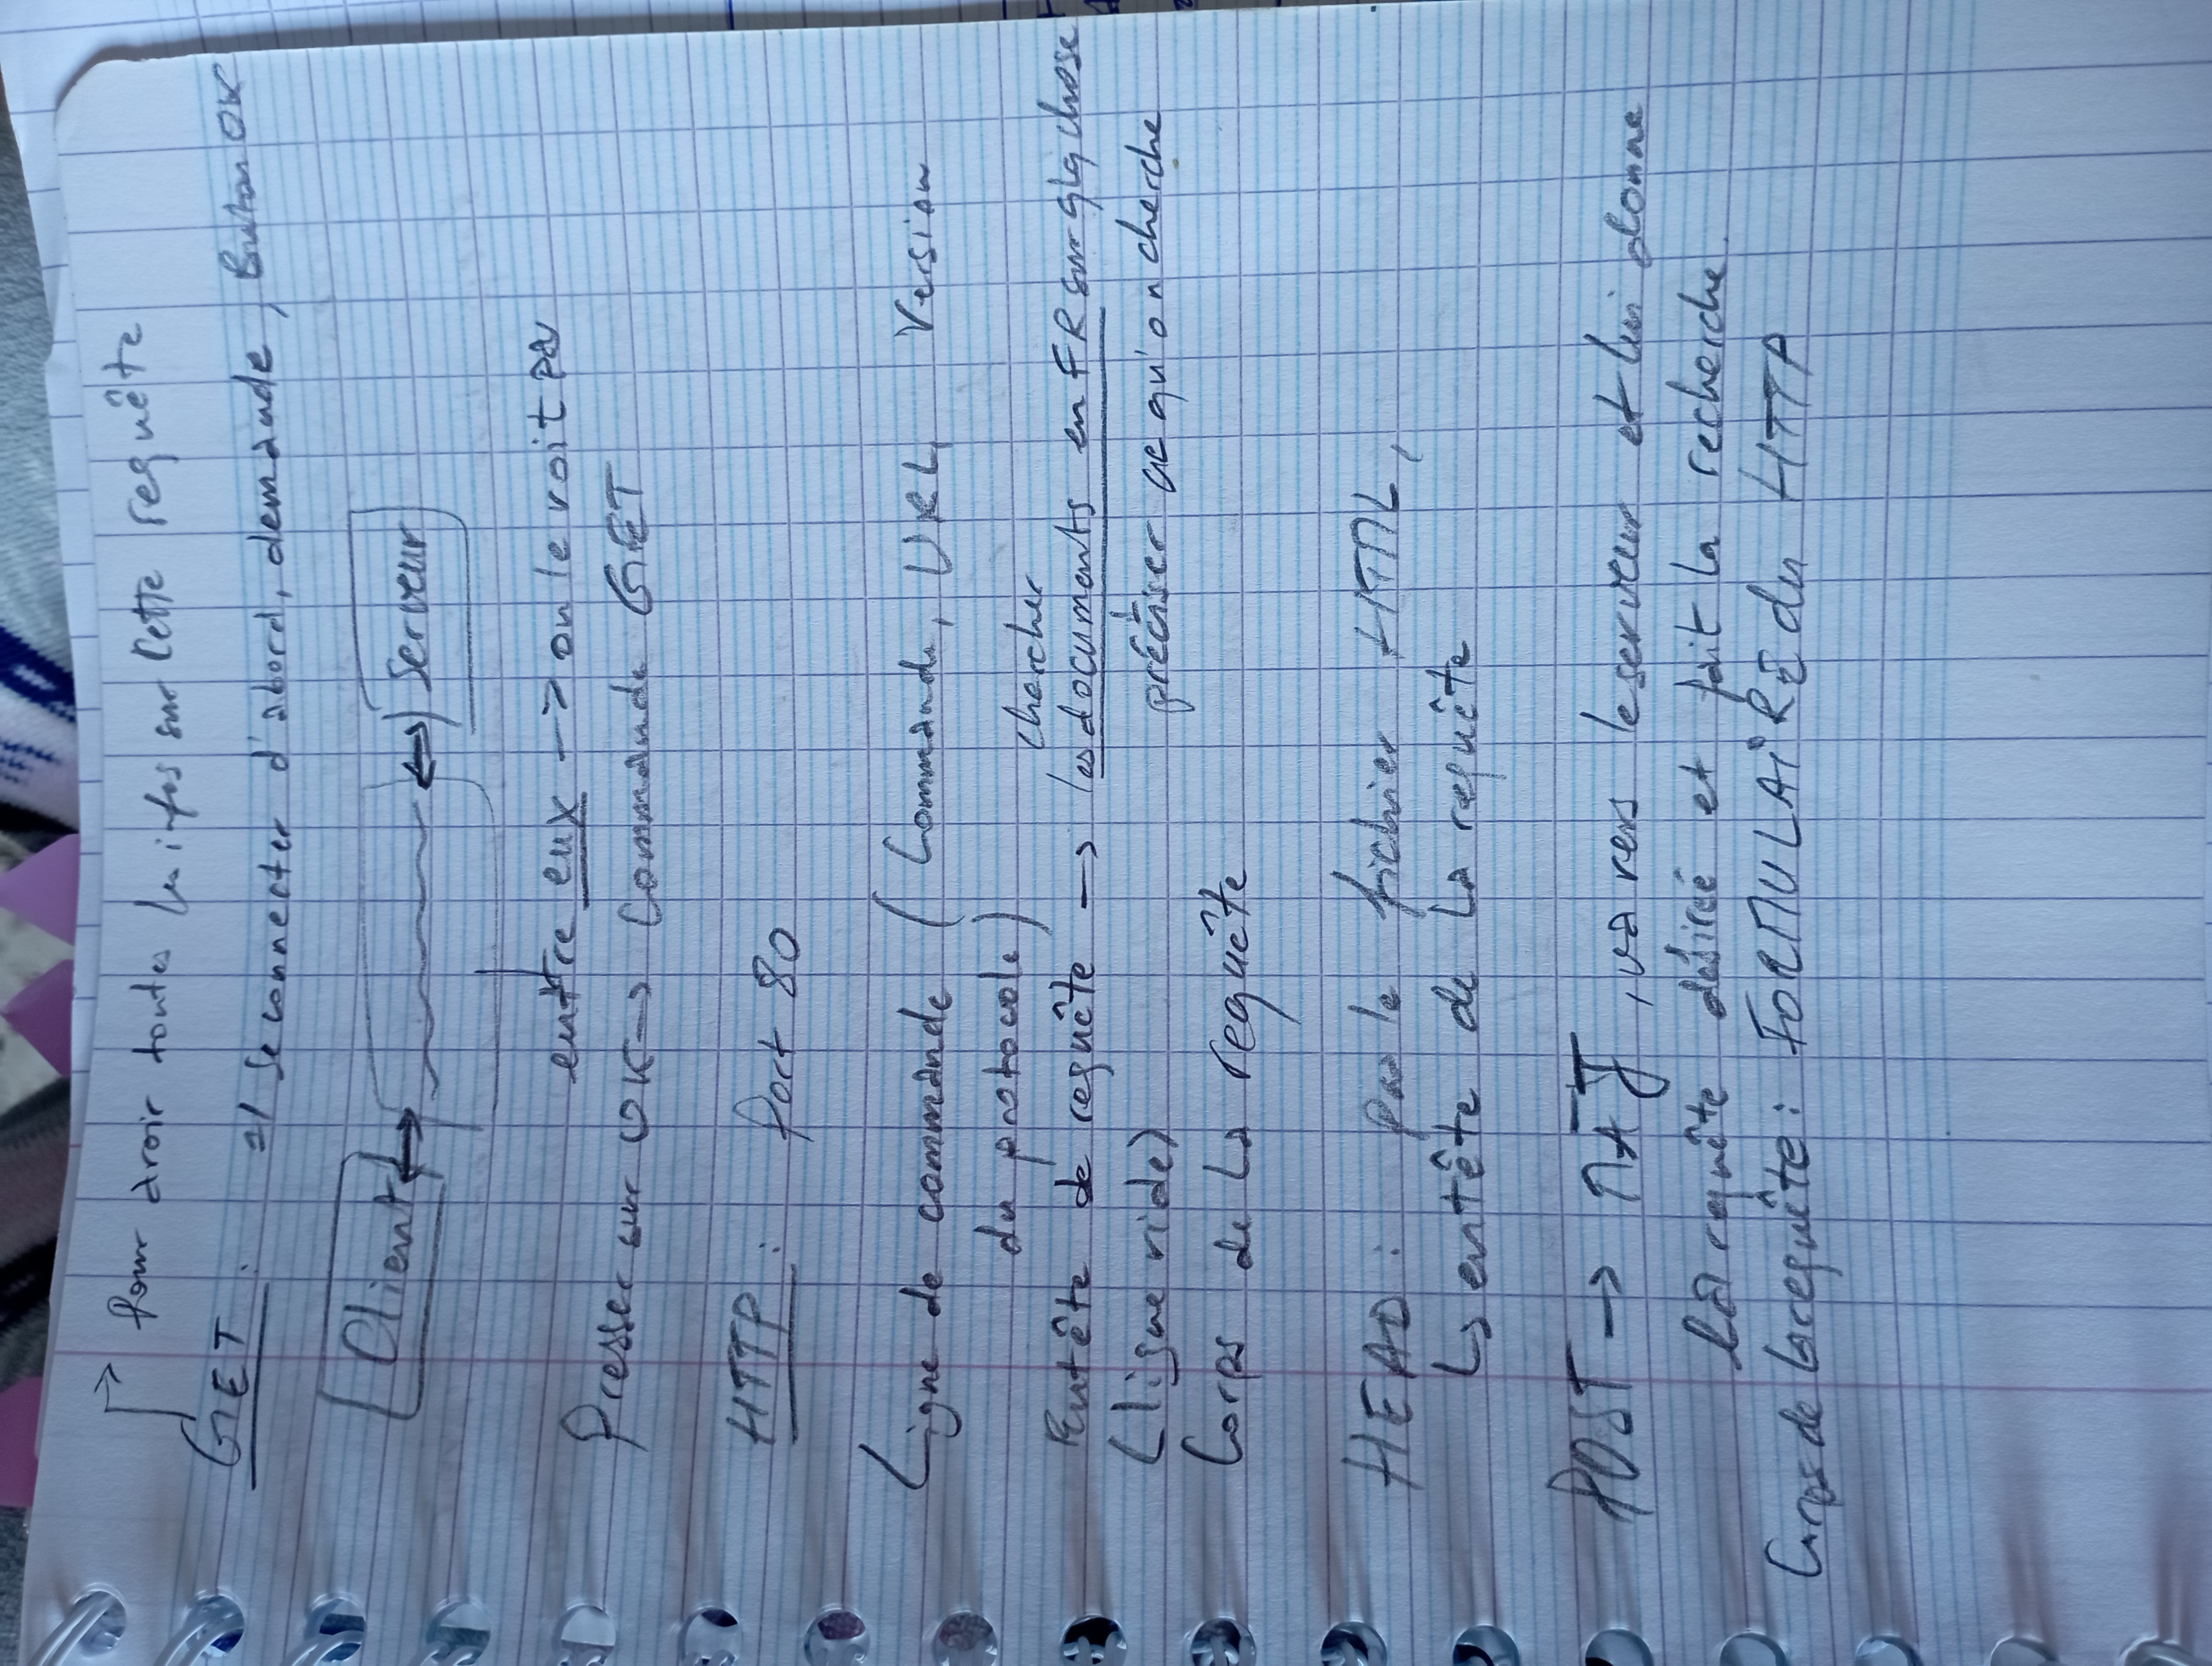 Pour avoir toutes les infos sur cette requête
GET : =/ Se connecter d'abord, demande, Button OK
Client Serveur
entre eux -> on le voit pas
Presser sur OK -> Commande GET
HTTP : Port 80
Ligne de commande (Commande, URL, Version
du protocole)
chercher
Entête de requête -> les documents en FR sur qlq chose
(ligne vide) préciser ce qu'on cherche
Corps de la requête
HEAD : pas le fichier HTML,
↳ entête de la requête
POST -> MAJ, va vers le serveur et lui donne
la requête désirée et fait la recherche.
Corps de la requête : FORMULAIRE du HTTP